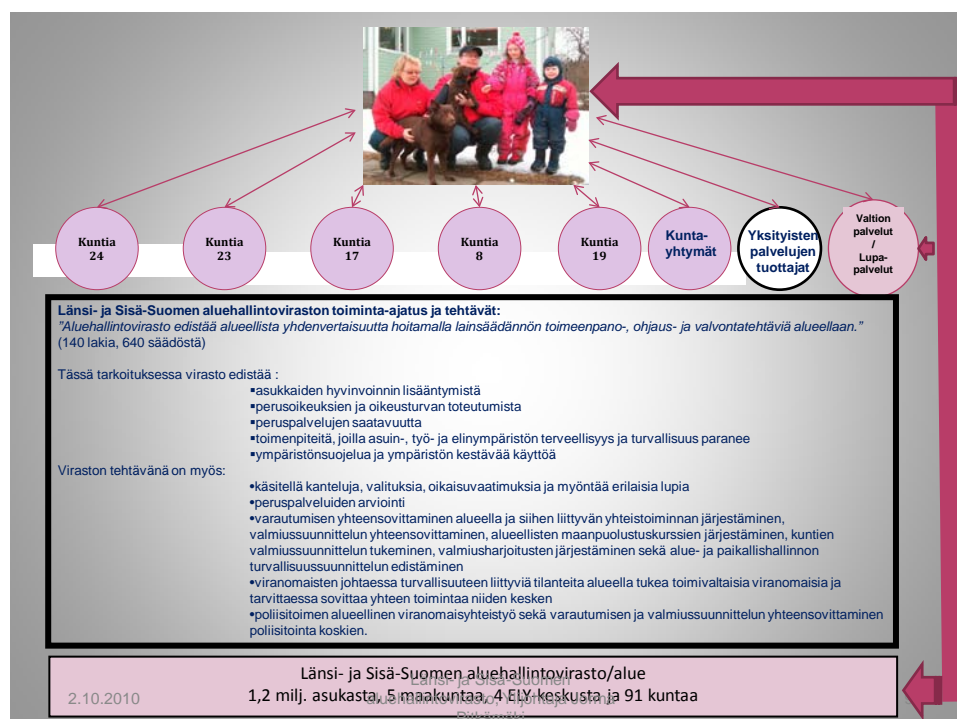 Kuntia
24
Kuntia
23
Kuntia
17
Kuntia
8
Kuntia
19
Kunta-
yhtymät
Yksityisten
palvelujen
tuottajat
Valtion
palvelut
/
Lupa-
palvelut
Länsi- ja Sisä-Suomen aluehallintoviraston toiminta-ajatus ja tehtävät:
”Aluehallintovirasto edistää alueellista yhdenvertaisuutta hoitamalla lainsäädännön toimeenpano-, ohjaus- ja valvontatehtäviä alueellaan.”
(140 lakia, 640 säädöstä)
Tässä tarkoituksessa virasto edistää :
▪asukkaiden hyvinvoinnin lisääntymistä
▪perusoikeuksien ja oikeusturvan toteutumista
▪peruspalvelujen saatavuutta
▪toimenpiteitä, joilla asuin-, työ- ja elinympäristön terveellisyys ja turvallisuus paranee
▪ympäristönsuojelua ja ympäristön kestävää käyttöä
Viraston tehtävänä on myös:
•käsitellä kanteluja, valituksia, oikaisuvaatimuksia ja myöntää erilaisia lupia
•peruspalveluiden arviointi
•varautumisen yhteensovittaminen alueella ja siihen liittyvän yhteistoiminnan järjestäminen,
valmiussuunnittelun yhteensovittaminen, alueellisten maanpuolustuskurssien järjestäminen, kuntien
valmiussuunnittelun tukeminen, valmiusharjoitusten järjestäminen sekä alue- ja paikallishallinnon
turvallisuussuunnittelun edistäminen
•viranomaisten johtaessa turvallisuuteen liittyviä tilanteita alueella tukea toimivaltaisia viranomaisia ja
tarvittaessa sovittaa yhteen toimintaa niiden kesken
•poliisitoimen alueellinen viranomaisyhteistyö sekä varautumisen ja valmiussuunnittelun yhteensovittaminen
poliisitointa koskien.
Länsi- ja Sisä-Suomen aluehallintovirasto/alue
1,2 milj. asukasta, 5 maakuntaa, 4 ELY-keskusta ja 91 kuntaa
2.10.2010
Länsi- ja Sisä-Suomen
aluehallintovirasto, Ylijohtaja Jorma
Pitkämäki